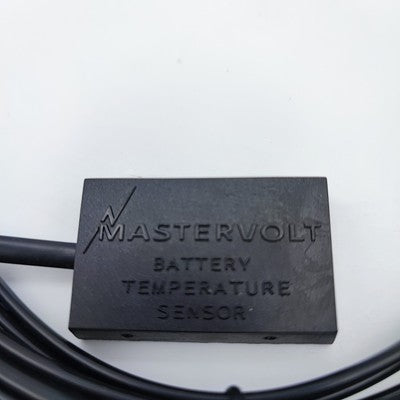 MASTERVOLT
BATTERY
TEMPERATURE
SENSOR